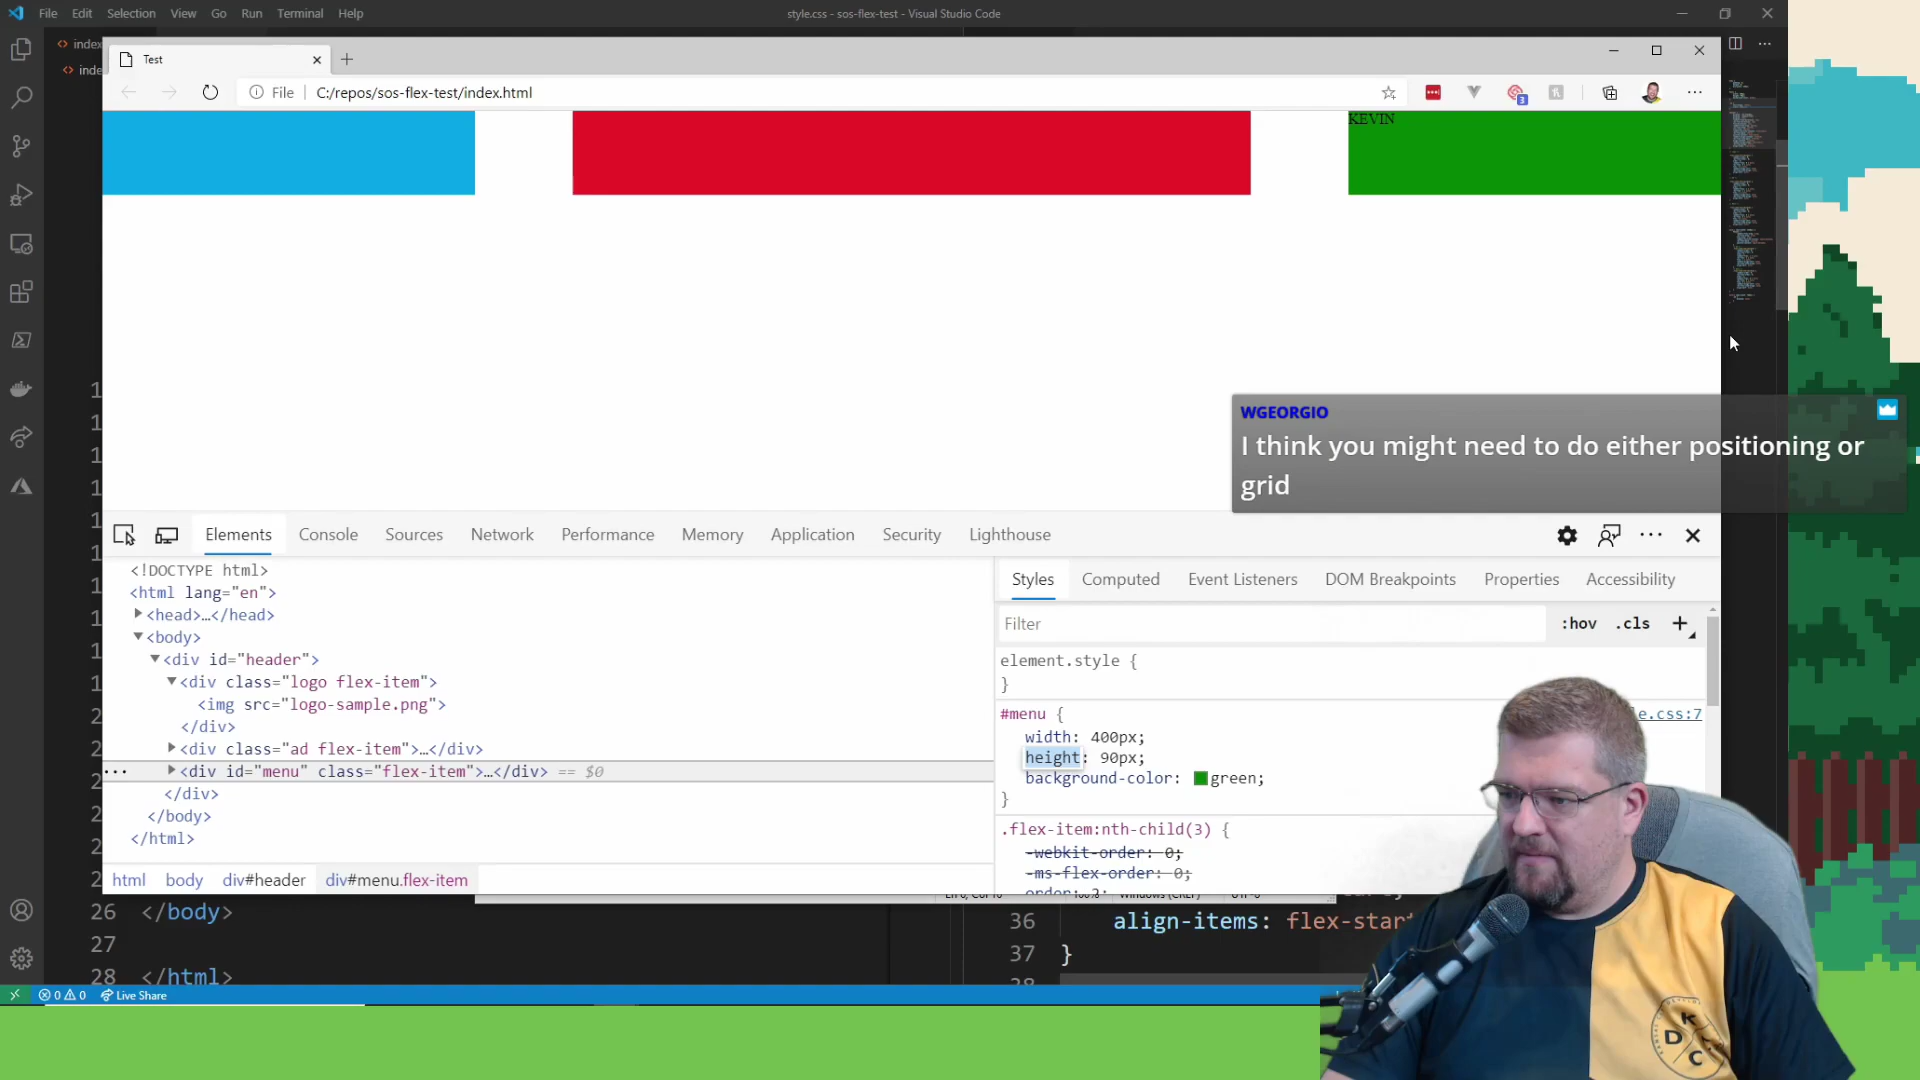 File Edit Selection View Go Run Terminal Help
style.css - sos-flex-test - Visual Studio Code
index
inde
Test
File C:/repos/sos-flex-test/index.html
3
KEVIN
WGEORGIO
I think you might need to do either positioning or
grid
Elements Console Sources Network Performance Memory Application Security Lighthouse
<!DOCTYPE html>
<html lang="en">
<head>…</head>
<body>
<div id="header">
<div class="logo flex-item">
<img src="logo-sample.png">
</div>
<div class="ad flex-item">…</div>
<div id="menu" class="flex-item">…</div> == $0
</div>
</body>
</html>
html body div#header div#menu.flex-item
Styles Computed Event Listeners DOM Breakpoints Properties Accessibility
Filter :hov .cls
element.style {
}
#menu { e.css:7
width: 400px;
height: 90px;
background-color: green;
}
.flex-item:nth-child(3) {
-webkit-order: 0;
-ms-flex-order: 0;
26 </body>
27
28 </html>
36 align-items: flex-star
37 }
0 0 Live Share
K
D
C